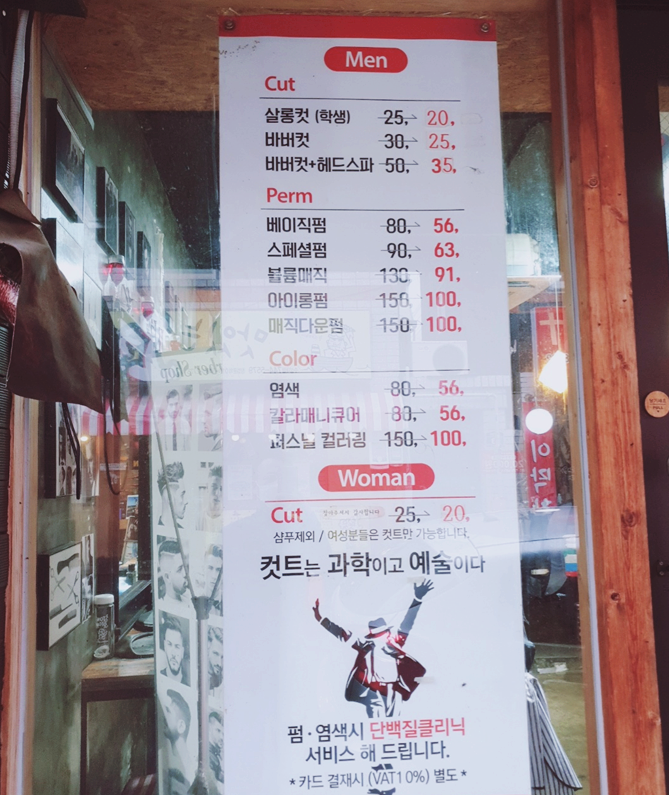 Men
Cut
살롱컷 (학생) 25,- 20,
바버컷 30,- 25,
바버컷+헤드스파 50,- 35,
Perm
베이직펌 80,- 56,
스페셜펌 90,- 63,
볼륨매직 130, 91,
아이롱펌 150, 100,
매직다운펌 150,- 100,
Color
염색 80,- 56,
칼라매니큐어 80,- 56,
퍼스널 컬러링 150,- 100,
Woman
Cut 25,- 20,
샴푸제외 / 여성분들은 컷트만 가능합니다.
컷트는 과학이고 예술이다
펌·염색시 단백질클리닉
서비스 해 드립니다.
*카드 결재시 (VAT10%) 별도*
Barber Shop